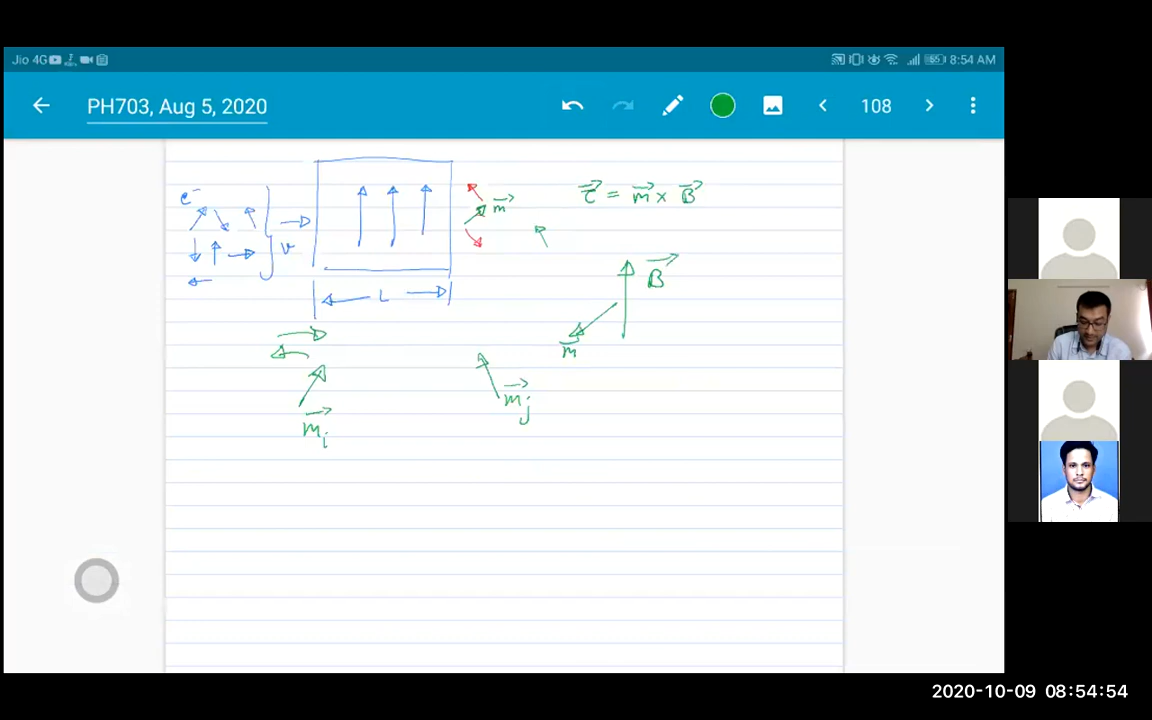 Jio 4G 8:54 AM
PH703, Aug 5, 2020 108
e⁻
v
L
m⃗
τ⃗ = m⃗ × B⃗
B⃗
m⃗
m⃗ᵢ
m⃗ⱼ
2020-10-09 08:54:54